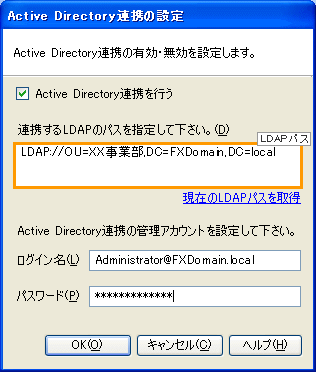 Active Directory連携の設定
Active Directory連携の有効・無効を設定します。
Active Directory連携を行う
連携するLDAPのパスを指定して下さい。(D)
LDAPパス
LDAP://OU=XX事業部,DC=FXDomain,DC=local
現在のLDAPパスを取得
Active Directory連携の管理アカウントを設定して下さい。
ログイン名(L)
Administrator@FXDomain.local
パスワード(P)
*************
OK(O)
キャンセル(C)
ヘルプ(H)